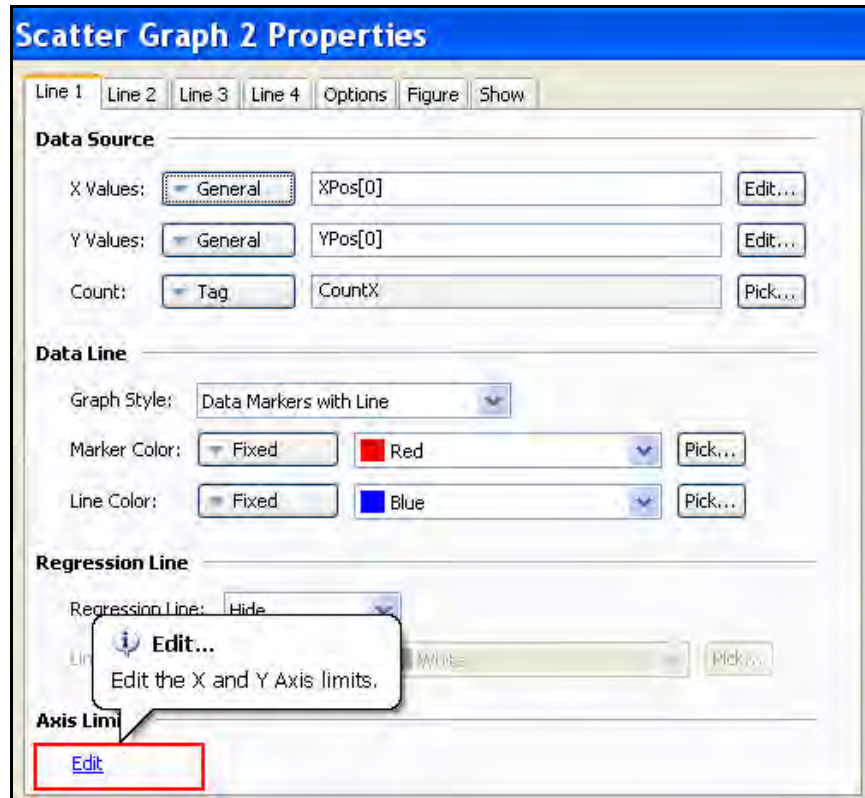 Scatter Graph 2 Properties
Line 1 Line 2 Line 3 Line 4 Options Figure Show
Data Source
X Values: General XPos[0] Edit...
Y Values: General YPos[0] Edit...
Count: Tag CountX Pick...
Data Line
Graph Style: Data Markers with Line
Marker Color: Fixed Red Pick...
Line Color: Fixed Blue Pick...
Regression Line
Regression Line: Hide
Edit...
White Pick...
Edit the X and Y Axis limits.
Axis Limi
Edit